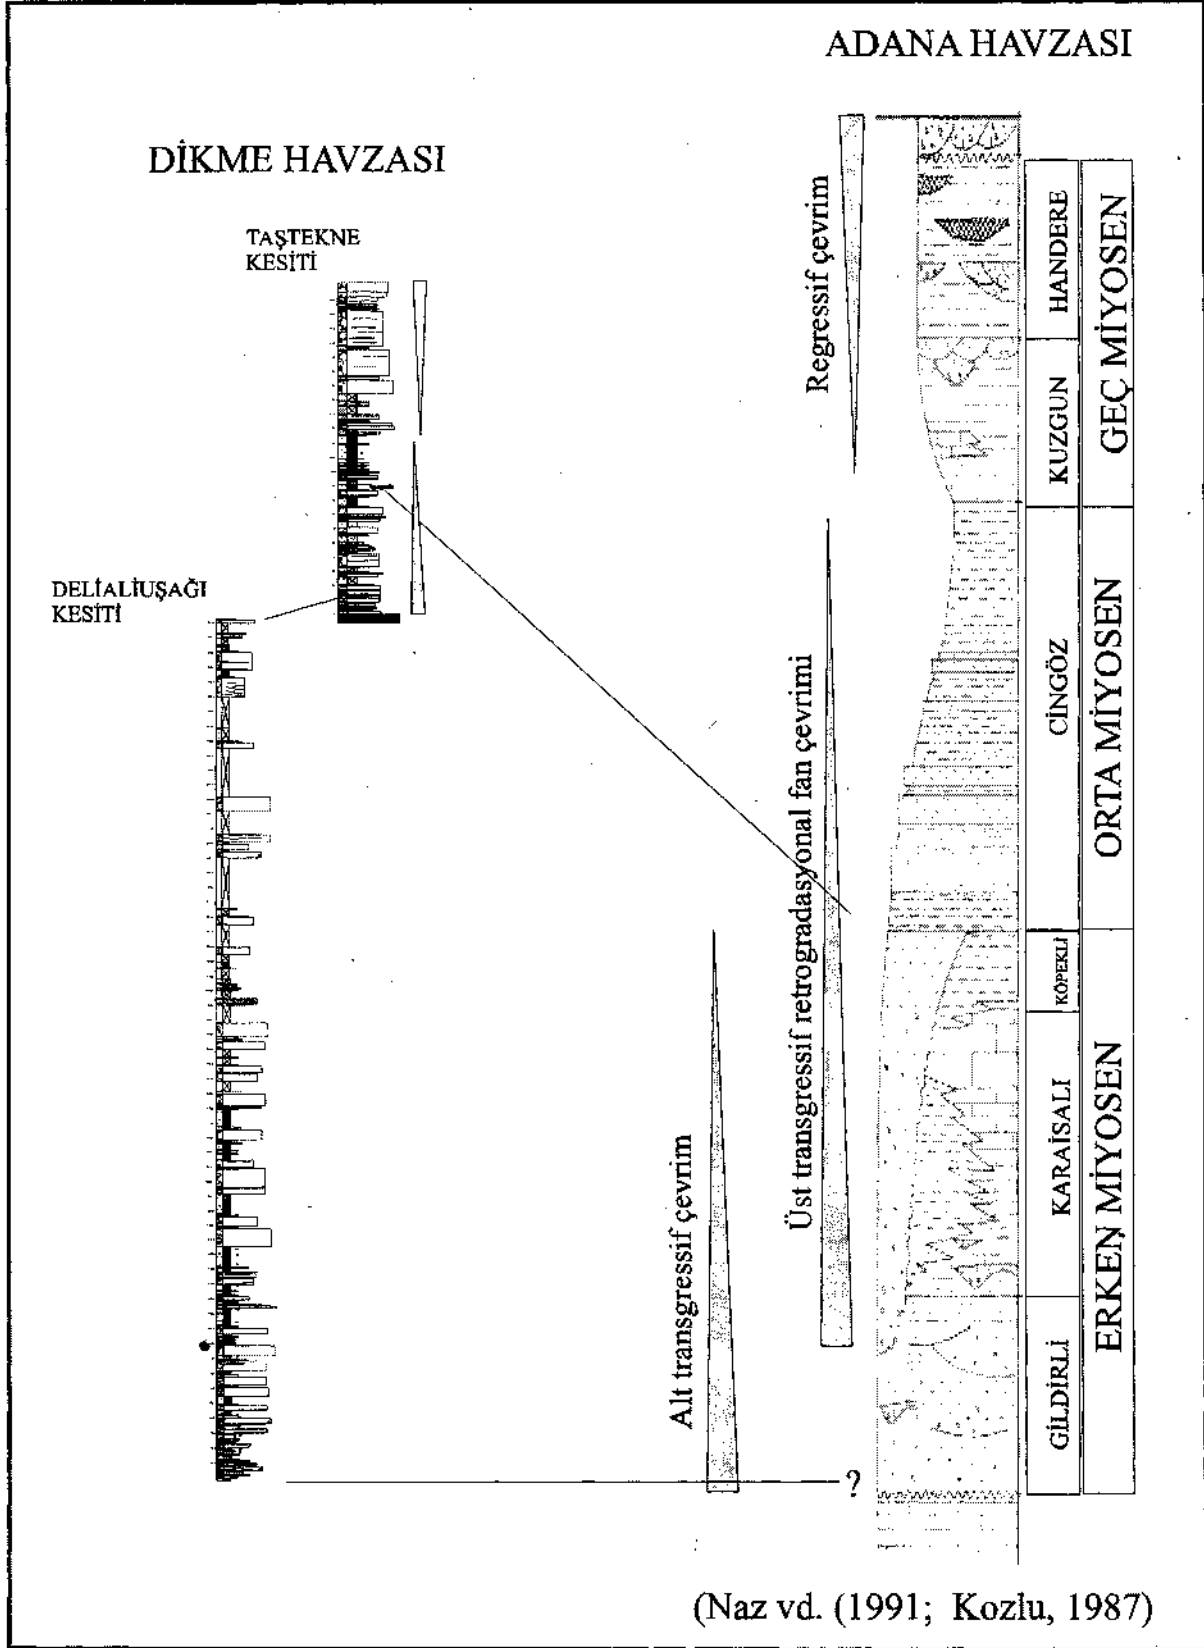 ADANA HAVZASI
DİKME HAVZASI
TAŞTEKNE
KESİTİ
DELİALİUŞAĞI
KESİTİ
Regressif çevrim
Üst transgressif retrogradasyonal fan çevrimi
Alt transgressif çevrim
HANDERE
KUZGUN
CİNGÖZ
KÖPEKLİ
KARAİSALI
GİLDİRLİ
GEÇ MİYOSEN
ORTA MİYOSEN
ERKEN MİYOSEN
?
(Naz vd. (1991; Kozlu, 1987)